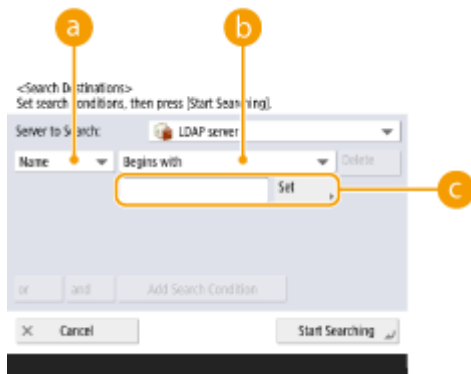 a b
<Search Destinations>
Set search conditions, then press [Start Searching].
Server to Search: LDAP server
Name Begins with Delete
Set c
or and Add Search Condition
× Cancel Start Searching